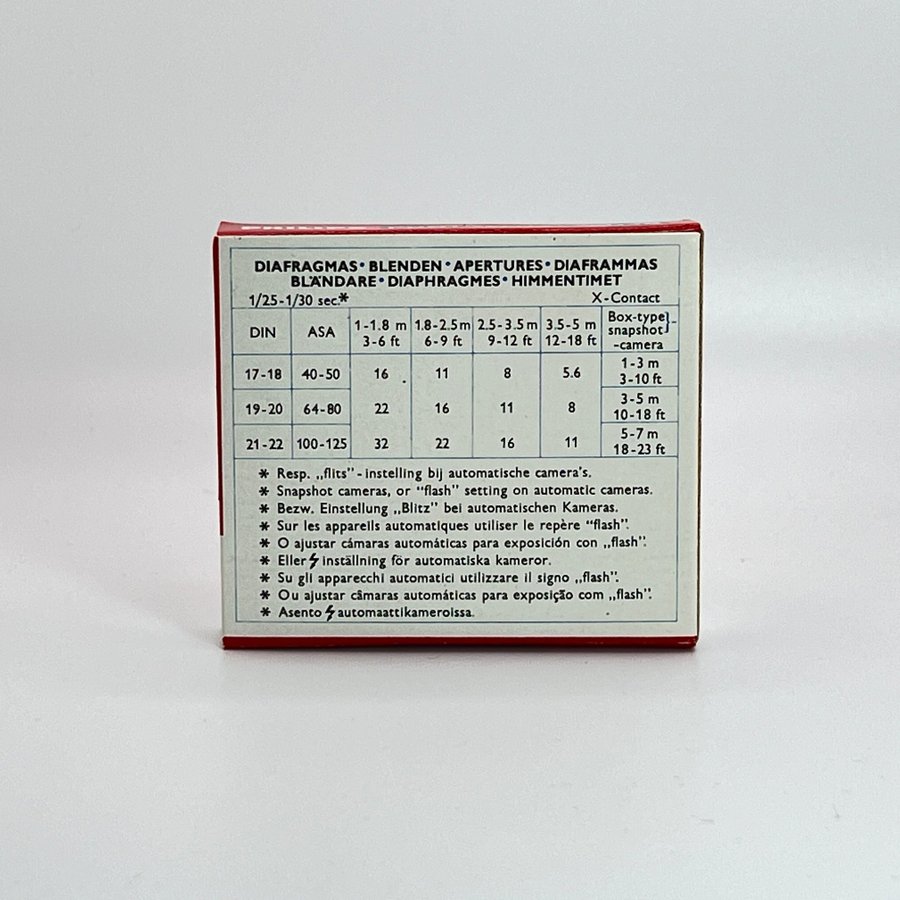 DIAFRAGMAS • BLENDEN • APERTURES • DIAFRAMMAS
BLÄNDARE • DIAPHRAGMES • HIMMENTIMET
1/25-1/30 sec.* X-Contact
DIN ASA 1-1.8 m 3-6 ft 1.8-2.5 m 6-9 ft 2.5-3.5 m 9-12 ft 3.5-5 m 12-18 ft Box-type snapshot -camera }-
17-18 40-50 16 11 8 5.6 1-3 m 3-10 ft
19-20 64-80 22 16 11 8 3-5 m 10-18 ft
21-22 100-125 32 22 16 11 5-7 m 18-23 ft
* Resp. „flits” - instelling bij automatische camera's.
* Snapshot cameras, or “flash” setting on automatic cameras.
* Bezw. Einstellung „Blitz” bei automatischen Kameras.
* Sur les appareils automatiques utiliser le repère “flash”.
* O ajustar cámaras automáticas para exposición con „flash”.
* Eller ⚡ inställning för automatiska kameror.
* Su gli apparecchi automatici utilizzare il signo „flash”.
* Ou ajustar câmaras automáticas para exposição com „flash”.
* Asento ⚡ automaattikameroissa.